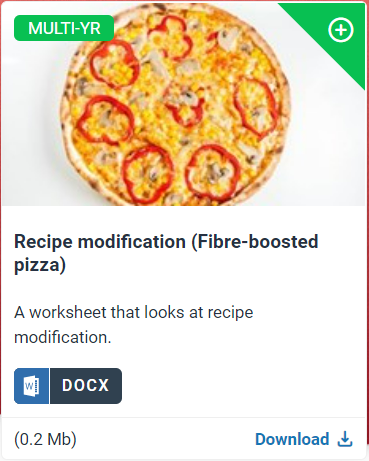 MULTI-YR
Recipe modification (Fibre-boosted
pizza)
A worksheet that looks at recipe
modification.
W DOCX
(0.2 Mb)
Download